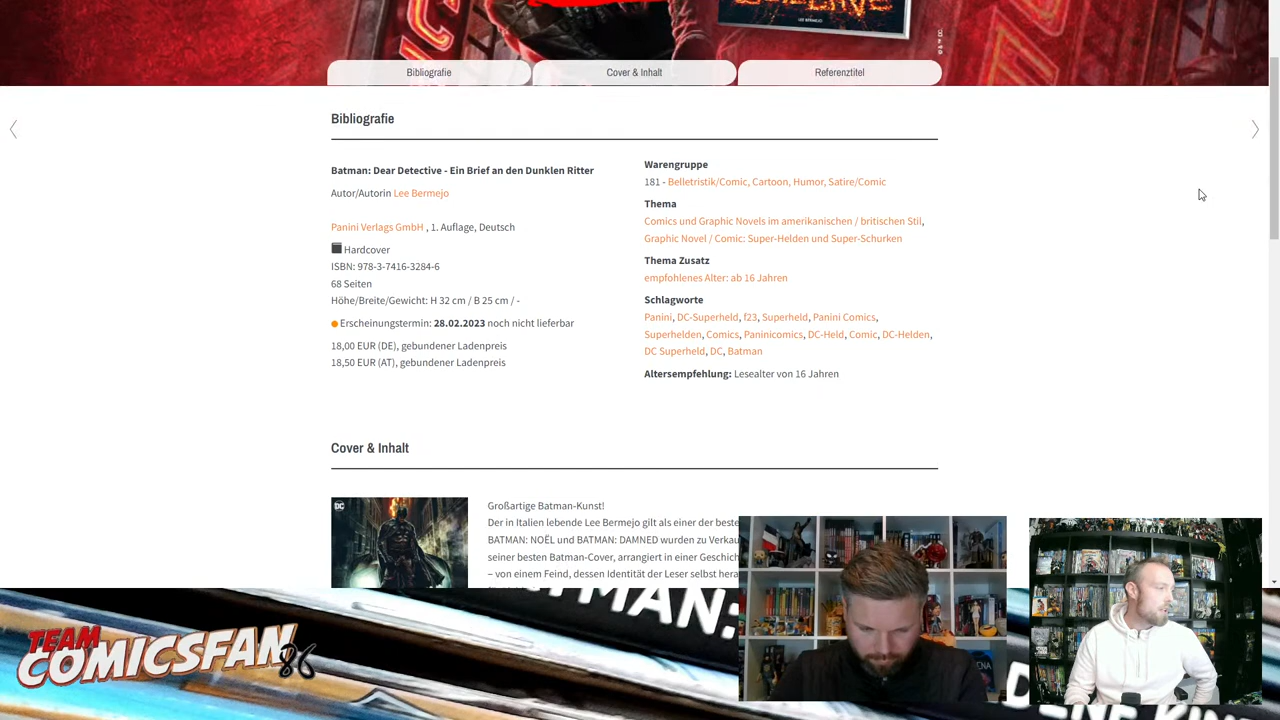 LEE BERMEJO
Bibliografie
Cover & Inhalt
Referenztitel
Bibliografie
Batman: Dear Detective - Ein Brief an den Dunklen Ritter
Autor/Autorin Lee Bermejo
Panini Verlags GmbH , 1. Auflage, Deutsch
Hardcover
ISBN: 978-3-7416-3284-6
68 Seiten
Höhe/Breite/Gewicht: H 32 cm / B 25 cm / -
Erscheinungstermin: 28.02.2023 noch nicht lieferbar
18,00 EUR (DE), gebundener Ladenpreis
18,50 EUR (AT), gebundener Ladenpreis
Warengruppe
181 - Belletristik/Comic, Cartoon, Humor, Satire/Comic
Thema
Comics und Graphic Novels im amerikanischen / britischen Stil,
Graphic Novel / Comic: Super-Helden und Super-Schurken
Thema Zusatz
empfohlenes Alter: ab 16 Jahren
Schlagworte
Panini, DC-Superheld, f23, Superheld, Panini Comics,
Superhelden, Comics, Paninicomics, DC-Held, Comic, DC-Helden,
DC Superheld, DC, Batman
Altersempfehlung: Lesealter von 16 Jahren
Cover & Inhalt
DC
Großartige Batman-Kunst!
Der in Italien lebende Lee Bermejo gilt als einer der beste
BATMAN: NOËL und BATMAN: DAMNED wurden zu Verkau
seiner besten Batman-Cover, arrangiert in einer Geschich
– von einem Feind, dessen Identität der Leser selbst hera
TEAM
COMICSFAN
86